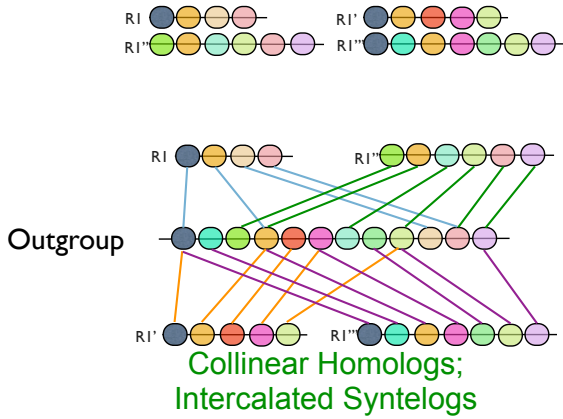 R1 R1'
R1" R1'"
R1 R1"
Outgroup
R1' R1'"
Collinear Homologs;
Intercalated Syntelogs